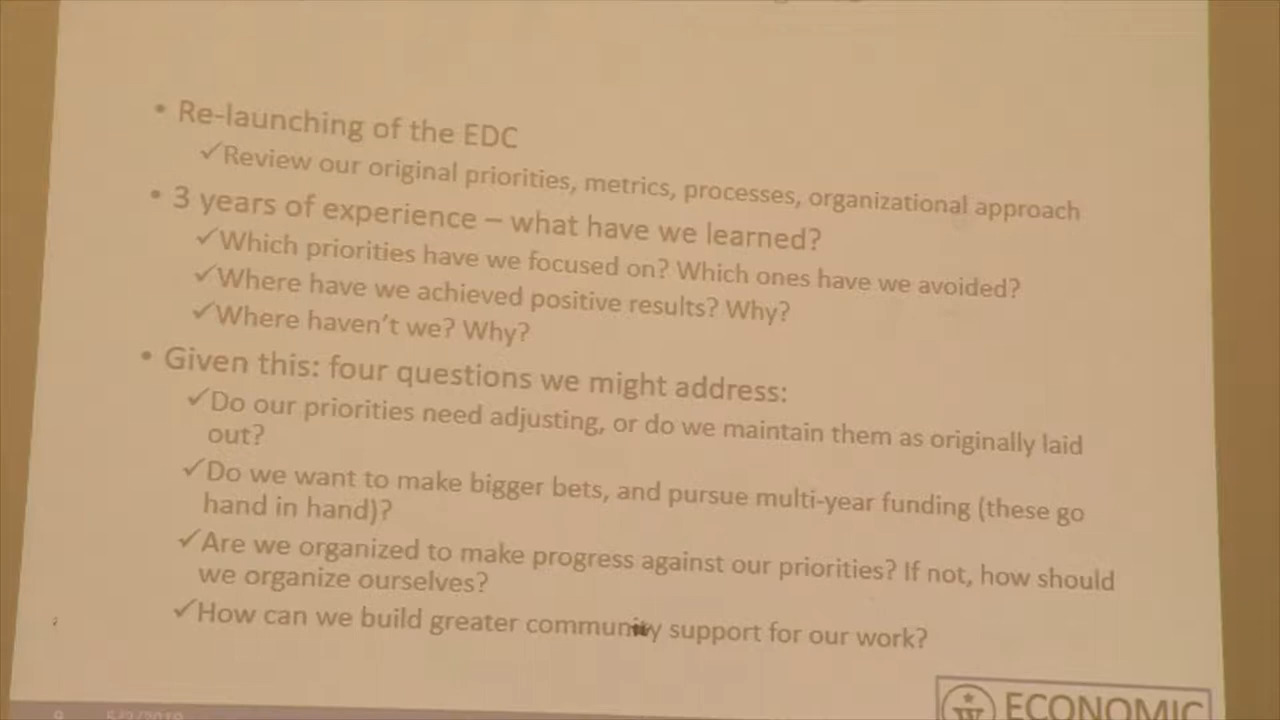 • Re-launching of the EDC
✓Review our original priorities, metrics, processes, organizational approach
• 3 years of experience – what have we learned?
✓Which priorities have we focused on? Which ones have we avoided?
✓Where have we achieved positive results? Why?
✓Where haven't we? Why?
• Given this: four questions we might address:
✓Do our priorities need adjusting, or do we maintain them as originally laid
out?
✓Do we want to make bigger bets, and pursue multi-year funding (these go
hand in hand)?
✓Are we organized to make progress against our priorities? If not, how should
we organize ourselves?
✓How can we build greater community support for our work?
ECONOMIC